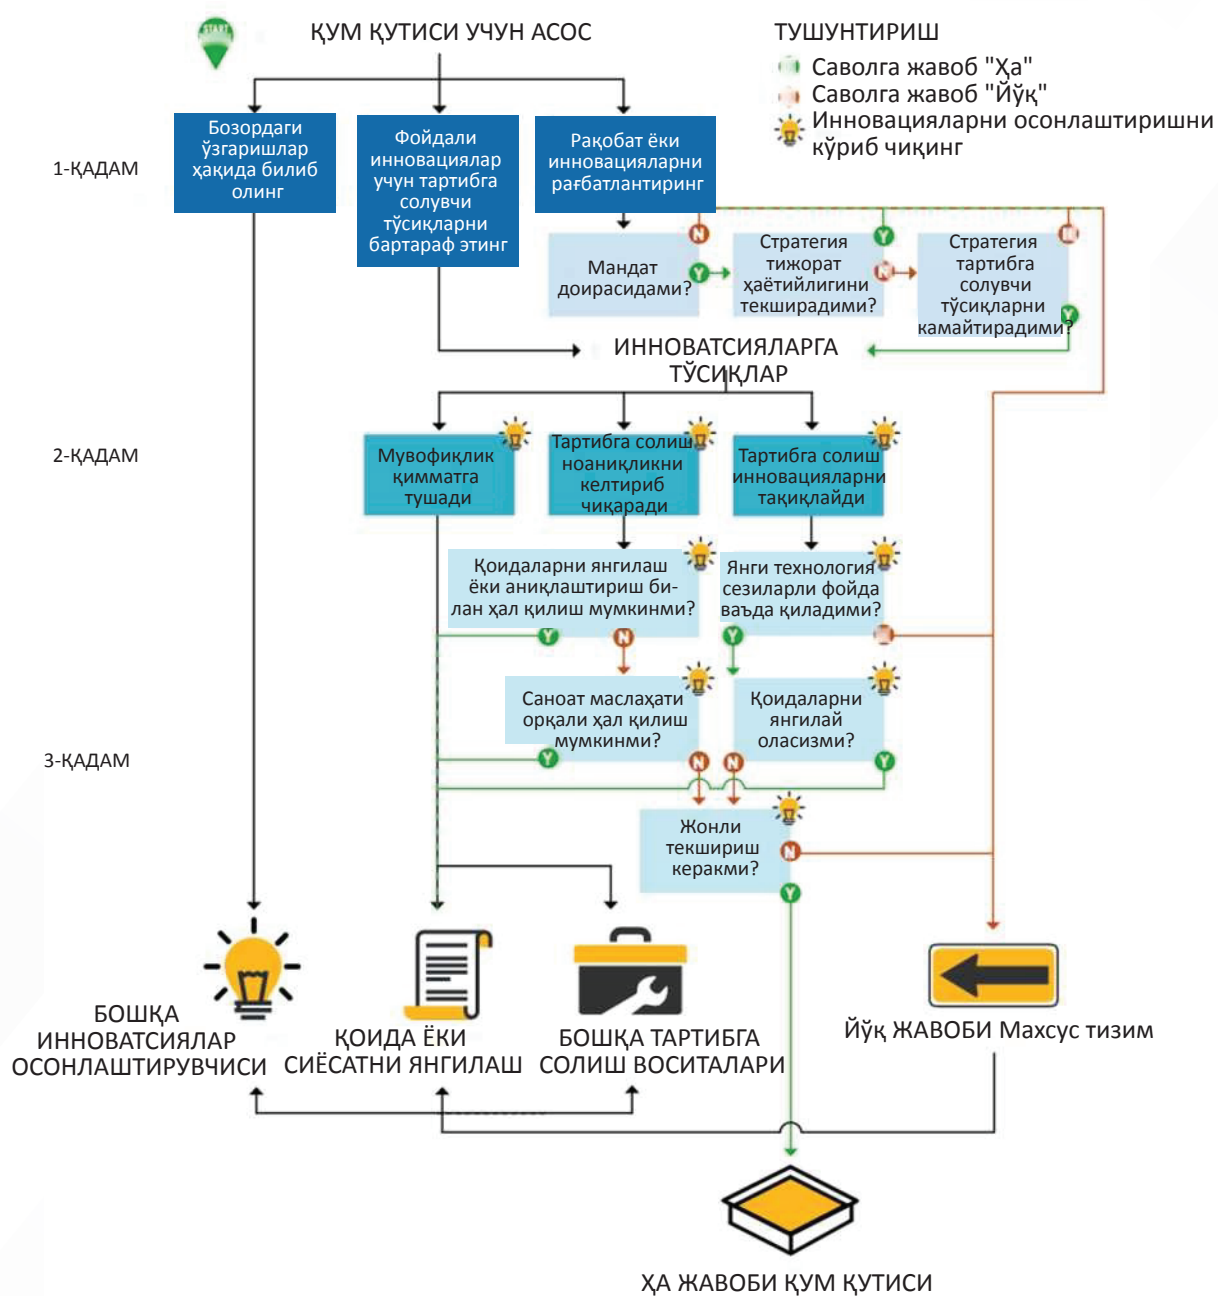 START
ҚУМ ҚУТИСИ УЧУН АСОС
ТУШУНТИРИШ
Саволга жавоб "Ҳа"
Саволга жавоб "Йўқ"
Инновацияларни осонлаштиришни
кўриб чиқинг
1-ҚАДАМ
Бозордаги
ўзгаришлар
ҳақида билиб
олинг
Фойдали
инновациялар
учун тартибга
солувчи
тўсиқларни
бартараф этинг
Рақобат ёки
инновацияларни
рағбатлантиринг
Мандат
доирасидами?
N
Y
Стратегия
тижорат
ҳаётийлигини
текширадими?
Y
N
Стратегия
тартибга
солувчи
тўсиқларни
камайтирадими?
Y
ИННОВАТСИЯЛАРГА
ТЎСИҚЛАР
2-ҚАДАМ
Мувофиқлик
қимматга
тушади
Тартибга солиш
ноаниқликни
келтириб
чиқаради
Тартибга солиш
инновацияларни
тақиқлайди
Қоидаларни янгилаш
ёки аниқлаштириш би-
лан ҳал қилиш мумкинми?
Y
N
Янги технология
сезиларли фойда
ваъда қиладими?
Y
Саноат маслаҳати
орқали ҳал қилиш
мумкинми?
Y
N
Қоидаларни
янгилай
оласизми?
N
Y
3-ҚАДАМ
Жонли
текшириш
керакми?
N
Y
БОШҚА
ИННОВАТСИЯЛАР
ОСОНЛАШТИРУВЧИСИ
ҚОИДА ЁКИ
СИЁСАТНИ ЯНГИЛАШ
БОШҚА ТАРТИБГА
СОЛИШ ВОСИТАЛАРИ
Йўқ ЖАВОБИ Махсус тизим
ҲА ЖАВОБИ ҚУМ ҚУТИСИ